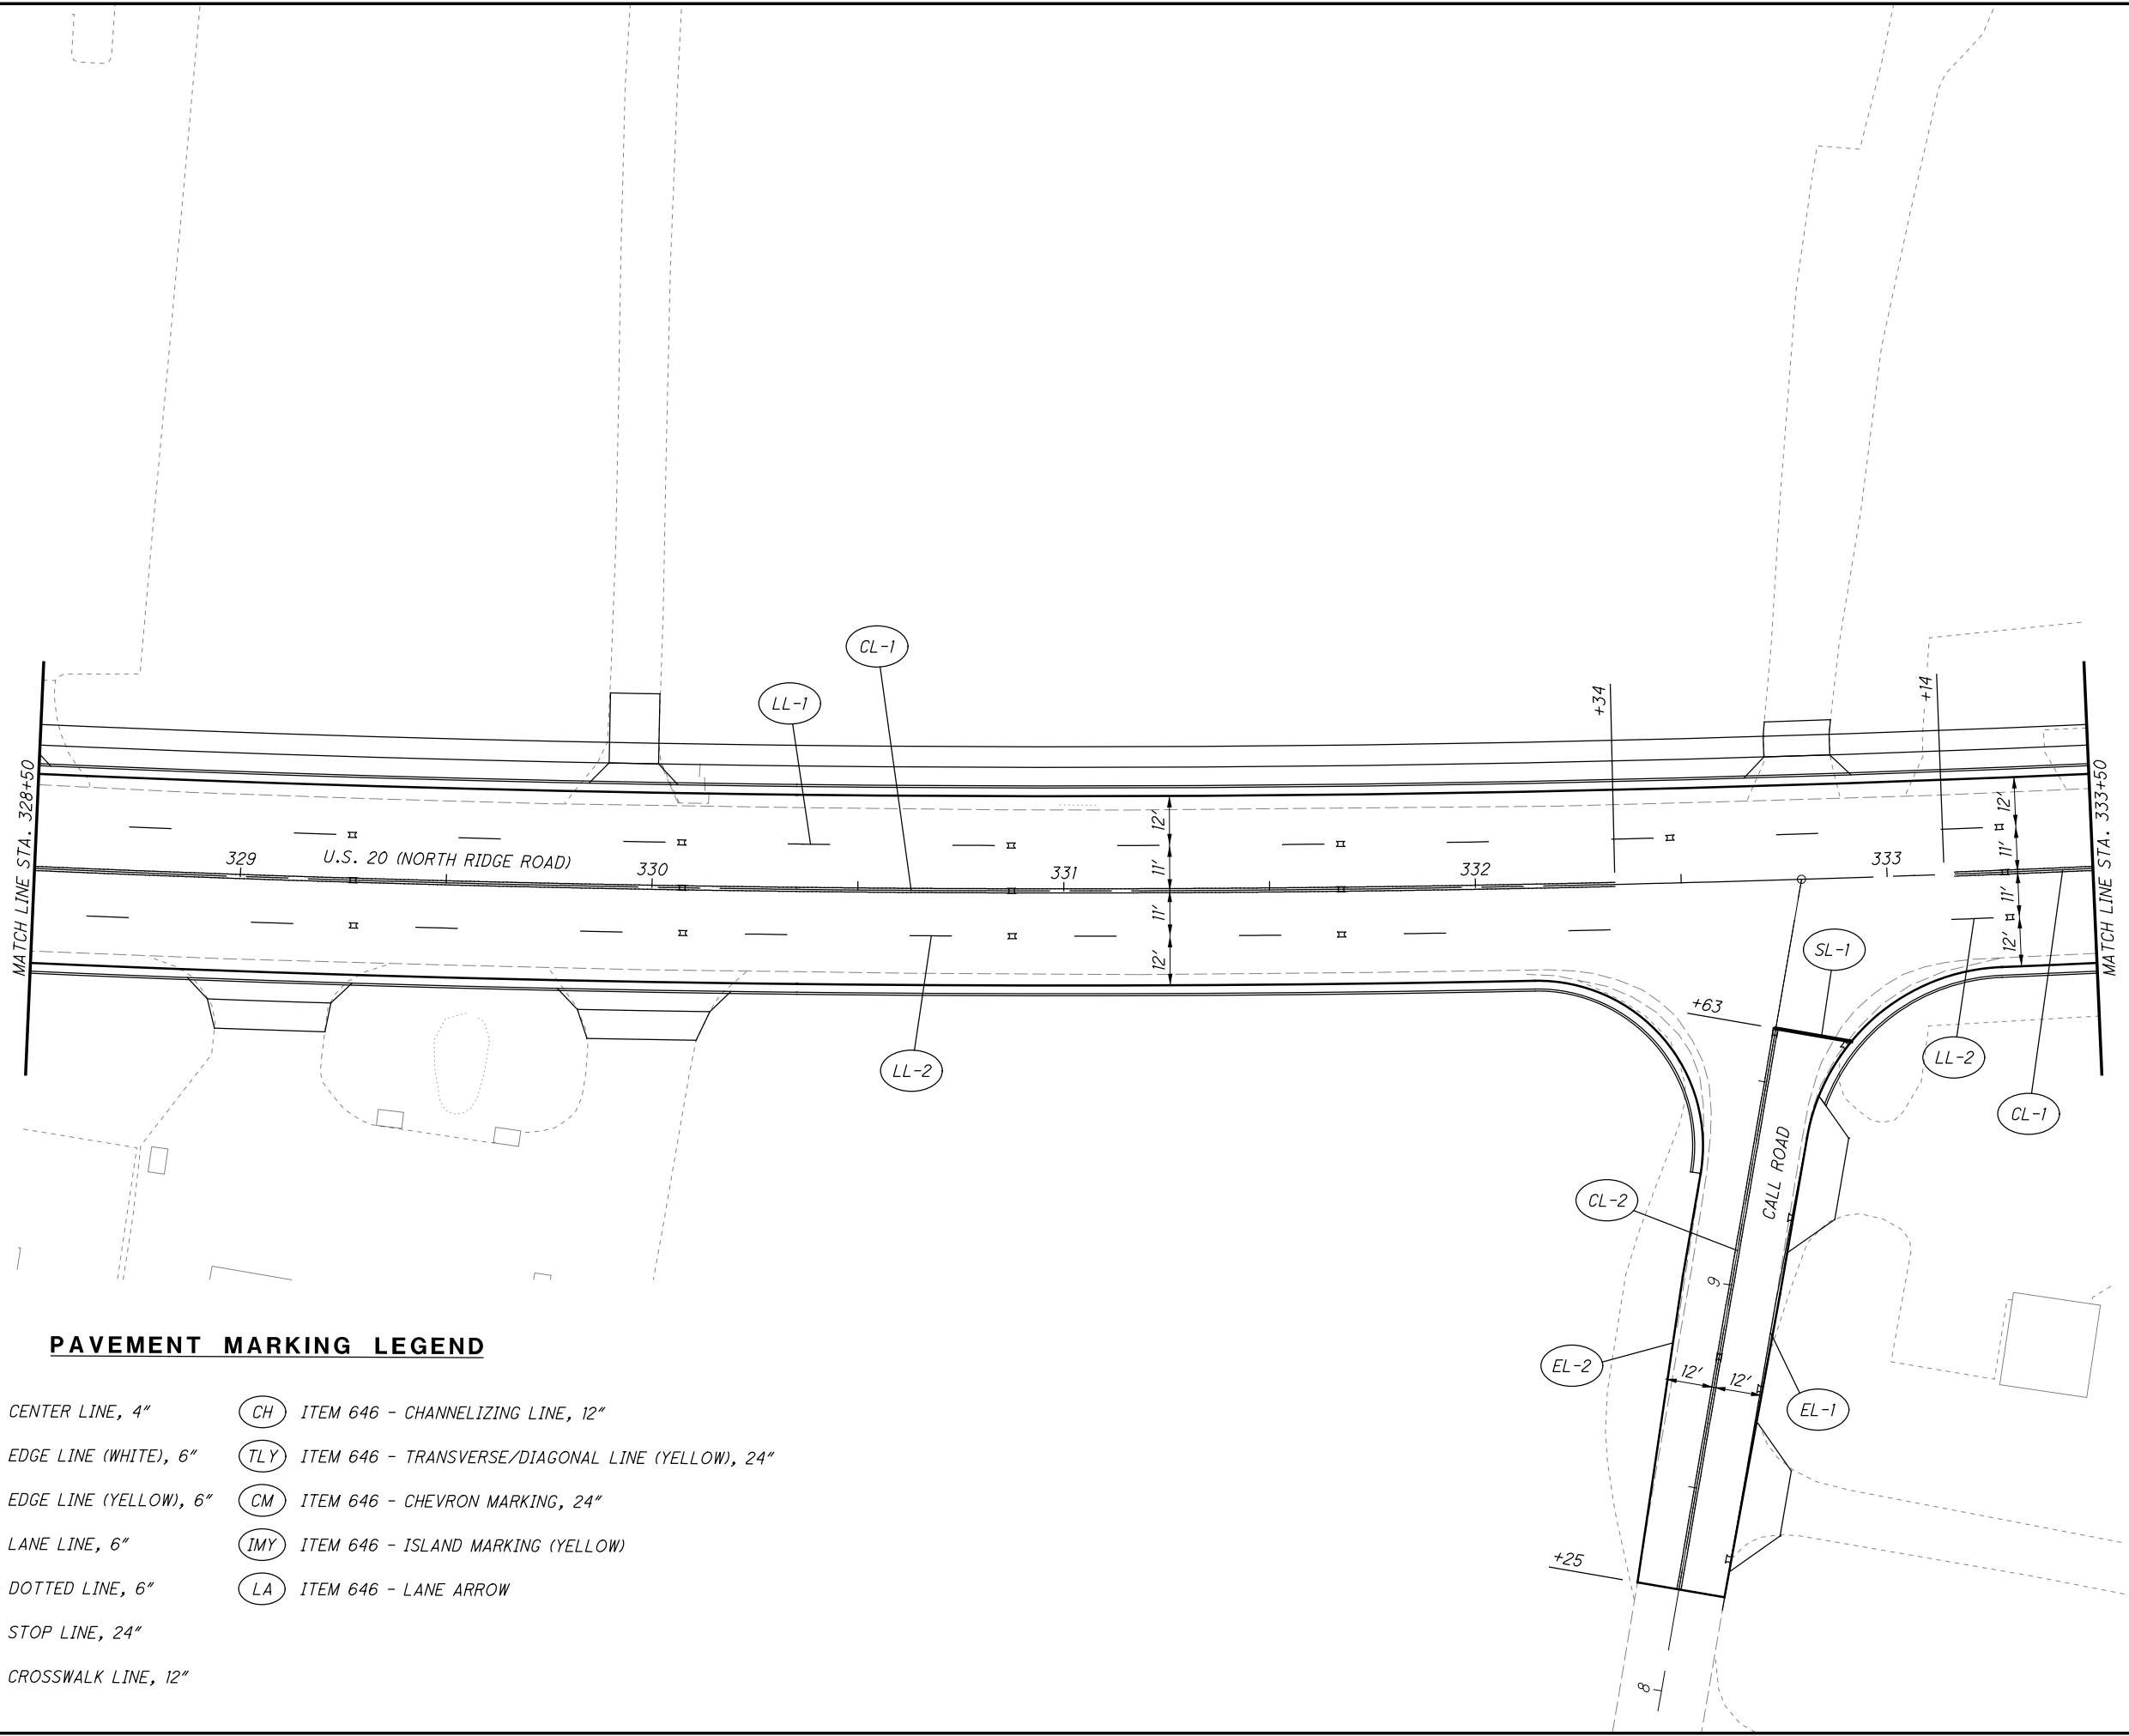 CL-1
LL-1
+34
+14
MATCH LINE STA. 328+50
329
U.S. 20 (NORTH RIDGE ROAD)
330
331
332
333
12'
11'
11'
12'
12'
11'
11'
12'
MATCH LINE STA. 333+50
SL-1
+63
LL-2
LL-2
CL-1
CALL ROAD
CL-2
9
EL-2
12'
12'
EL-1
+25
8
PAVEMENT MARKING LEGEND
CENTER LINE, 4"
CH ITEM 646 - CHANNELIZING LINE, 12"
EDGE LINE (WHITE), 6"
TLY ITEM 646 - TRANSVERSE/DIAGONAL LINE (YELLOW), 24"
EDGE LINE (YELLOW), 6"
CM ITEM 646 - CHEVRON MARKING, 24"
LANE LINE, 6"
IMY ITEM 646 - ISLAND MARKING (YELLOW)
DOTTED LINE, 6"
LA ITEM 646 - LANE ARROW
STOP LINE, 24"
CROSSWALK LINE, 12"